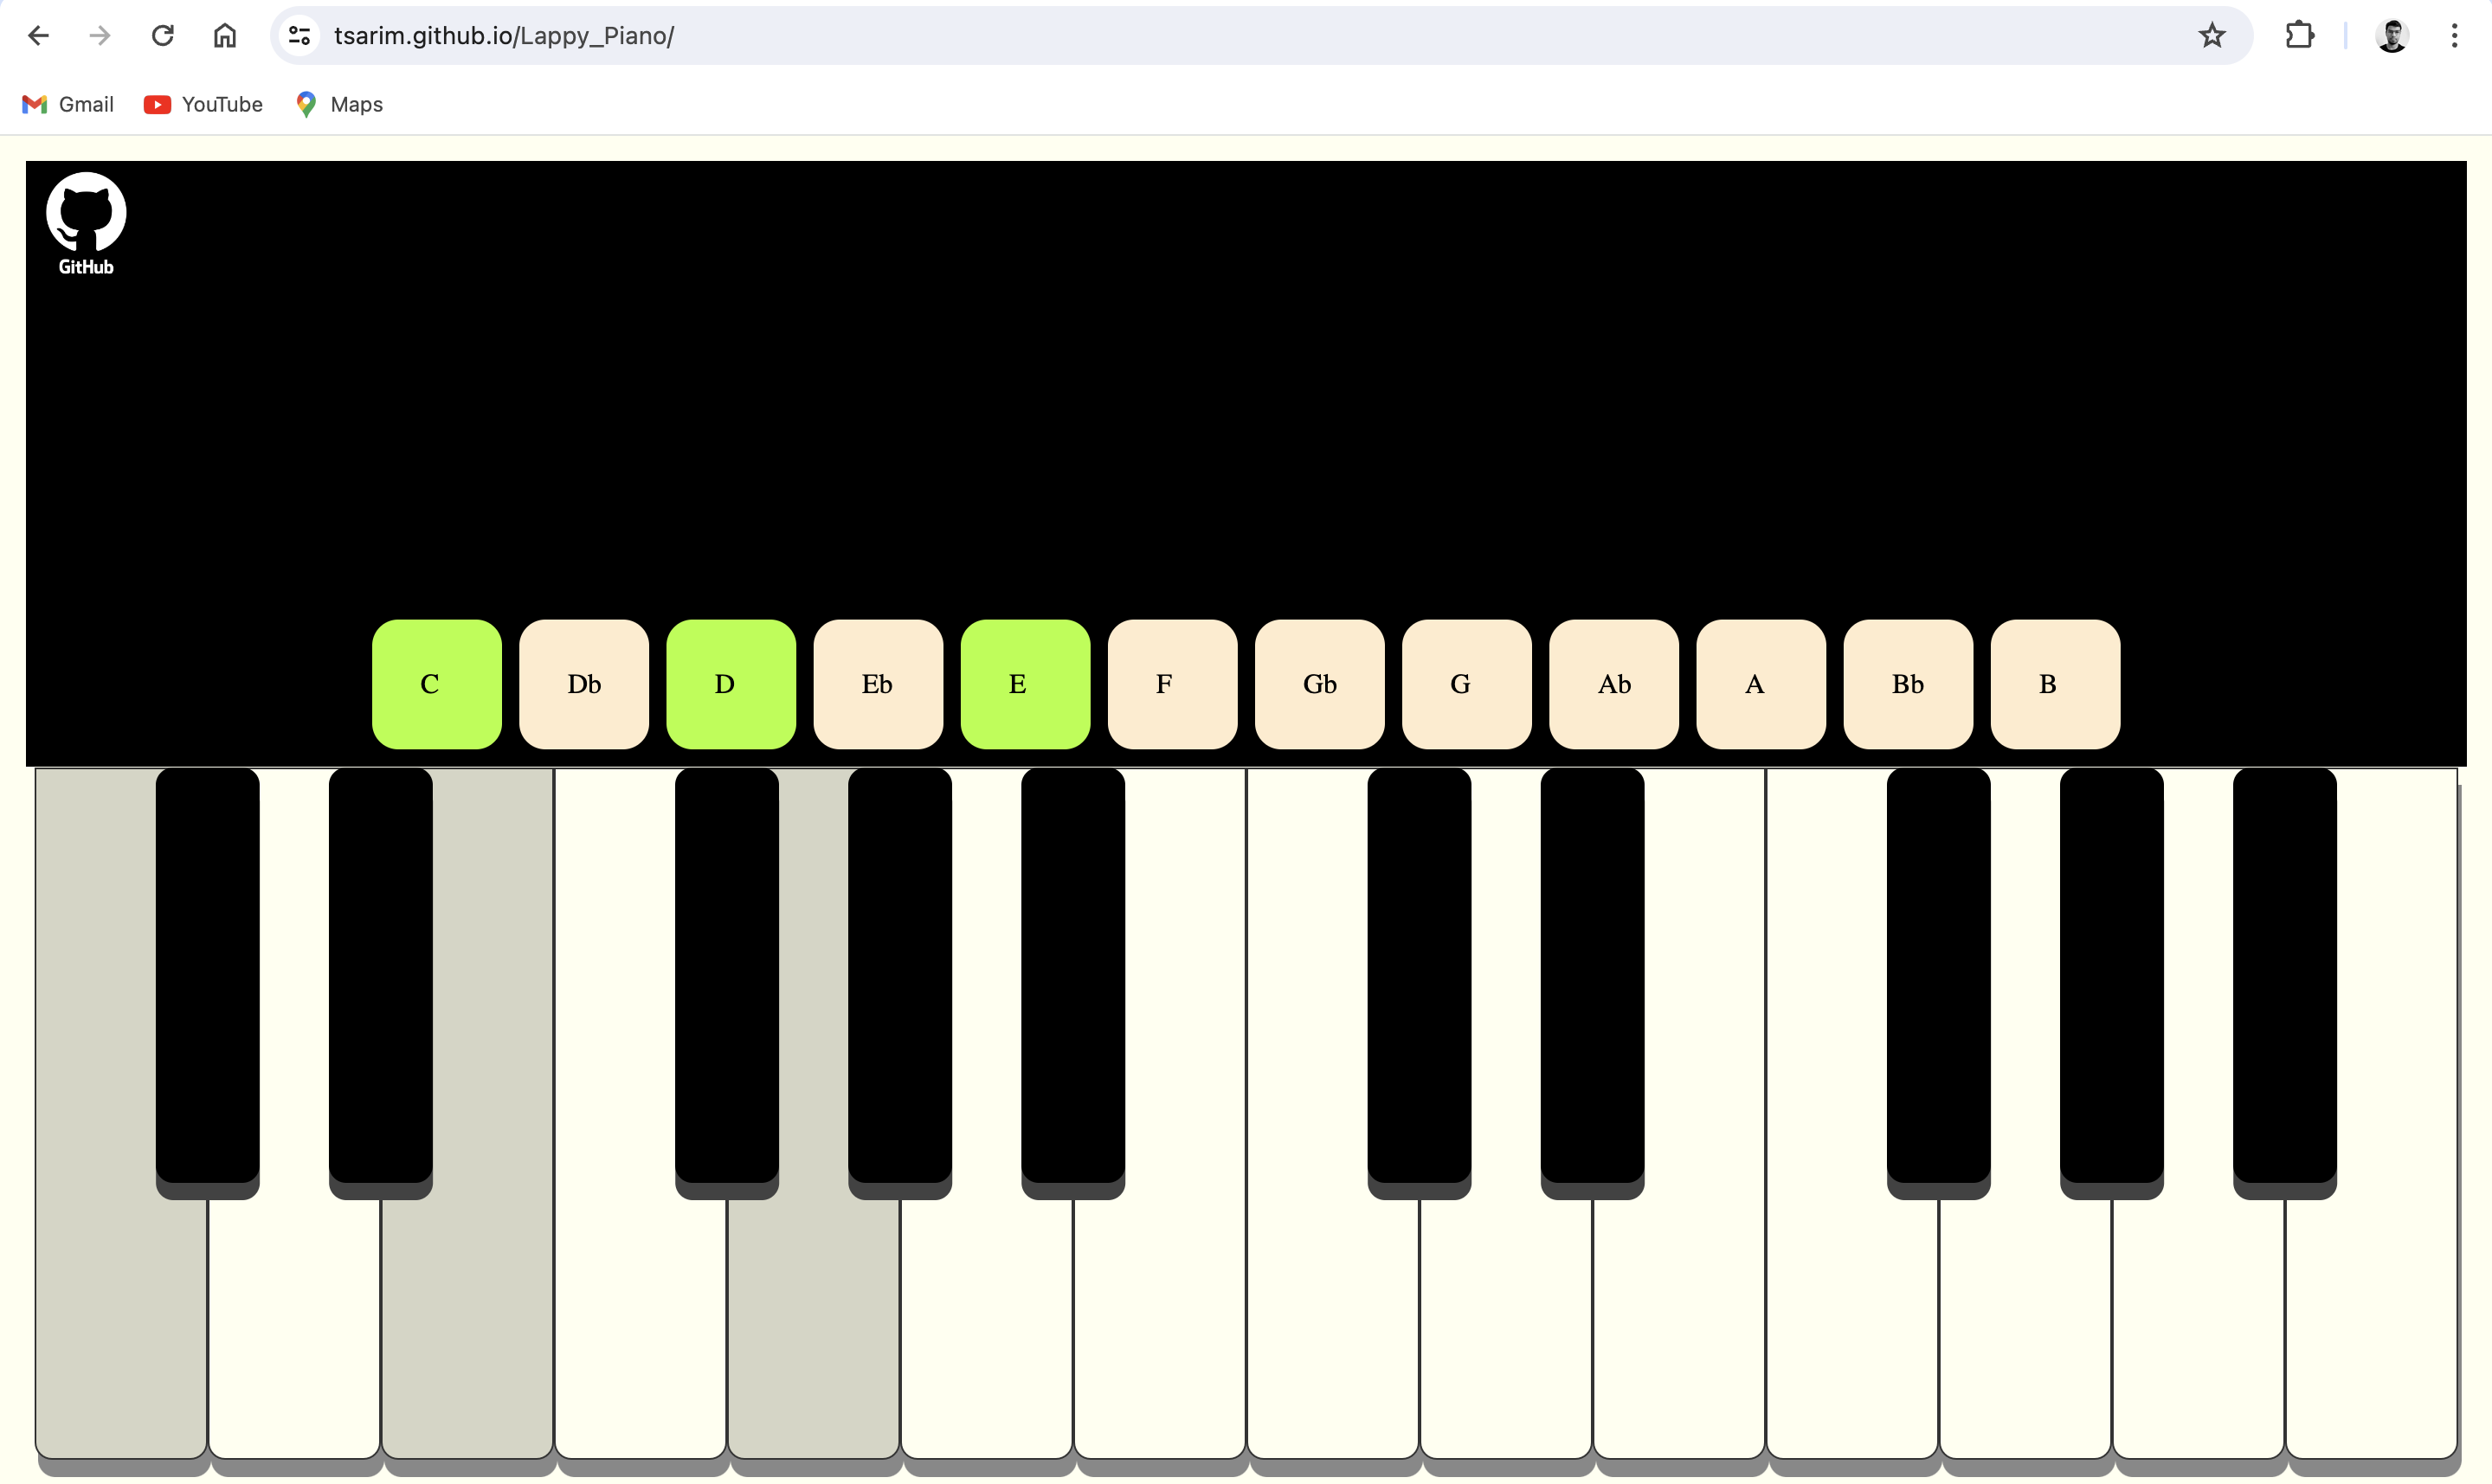 tsarim.github.io/Lappy_Piano/
Gmail YouTube Maps
GitHub
C Db D Eb E F Gb G Ab A Bb B